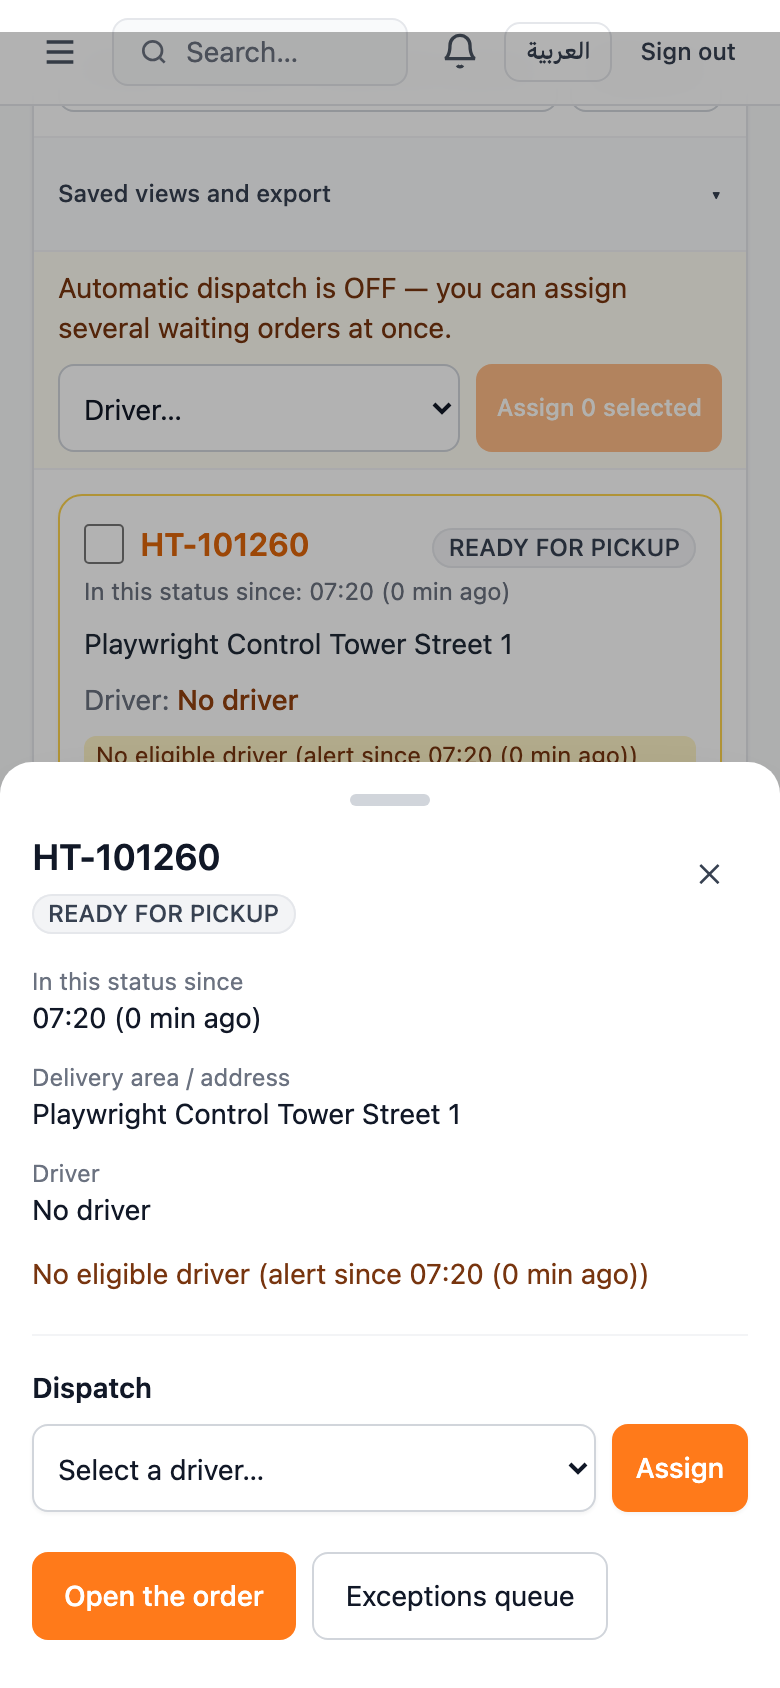 Search...
العربية
Sign out
Saved views and export
Automatic dispatch is OFF — you can assign
several waiting orders at once.
Driver...
Assign 0 selected
HT-101260
READY FOR PICKUP
In this status since: 07:20 (0 min ago)
Playwright Control Tower Street 1
Driver: No driver
No eligible driver (alert since 07:20 (0 min ago))
HT-101260
READY FOR PICKUP
In this status since
07:20 (0 min ago)
Delivery area / address
Playwright Control Tower Street 1
Driver
No driver
No eligible driver (alert since 07:20 (0 min ago))
Dispatch
Select a driver...
Assign
Open the order
Exceptions queue